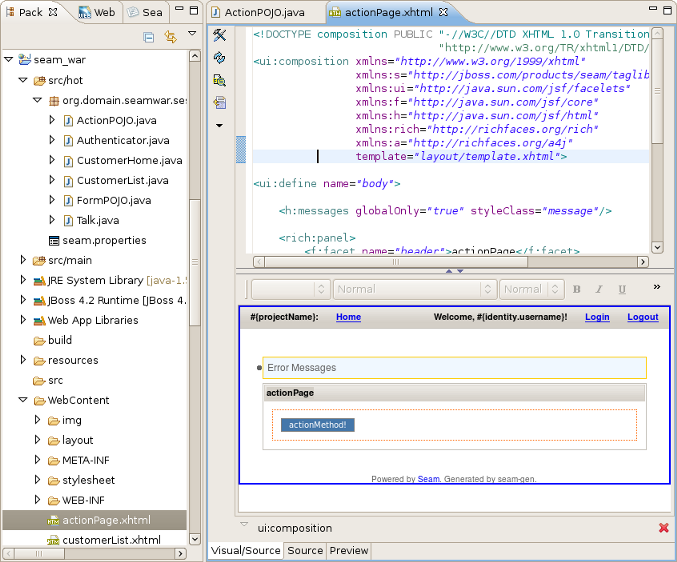 Pack
Web
Sea
seam_war
src/hot
org.domain.seamwar.se
ActionPOJO.java
Authenticator.java
CustomerHome.java
CustomerList.java
FormPOJO.java
Talk.java
seam.properties
src/main
JRE System Library [java-1.
JBoss 4.2 Runtime [JBoss 4.
Web App Libraries
build
resources
src
WebContent
img
layout
META-INF
stylesheet
WEB-INF
actionPage.xhtml
customerList.xhtml
ActionPOJO.java
actionPage.xhtml
<!DOCTYPE composition PUBLIC "-//W3C//DTD XHTML 1.0 Transition
"http://www.w3.org/TR/xhtml1/DTD/
<ui:composition xmlns="http://www.w3.org/1999/xhtml"
xmlns:s="http://jboss.com/products/seam/taglib
xmlns:ui="http://java.sun.com/jsf/facelets"
xmlns:f="http://java.sun.com/jsf/core"
xmlns:h="http://java.sun.com/jsf/html"
xmlns:rich="http://richfaces.org/rich"
xmlns:a="http://richfaces.org/a4j"
template="layout/template.xhtml">
<ui:define name="body">
<h:messages globalOnly="true" styleClass="message"/>
<rich:panel>
<f:facet name="header">actionPage</f:facet>
Normal Normal B I U »
#{projectName}: Home Welcome, #{identity.username}! Login Logout
Error Messages
actionPage
actionMethod!
Powered by Seam. Generated by seam-gen.
ui:composition
Visual/Source Source Preview